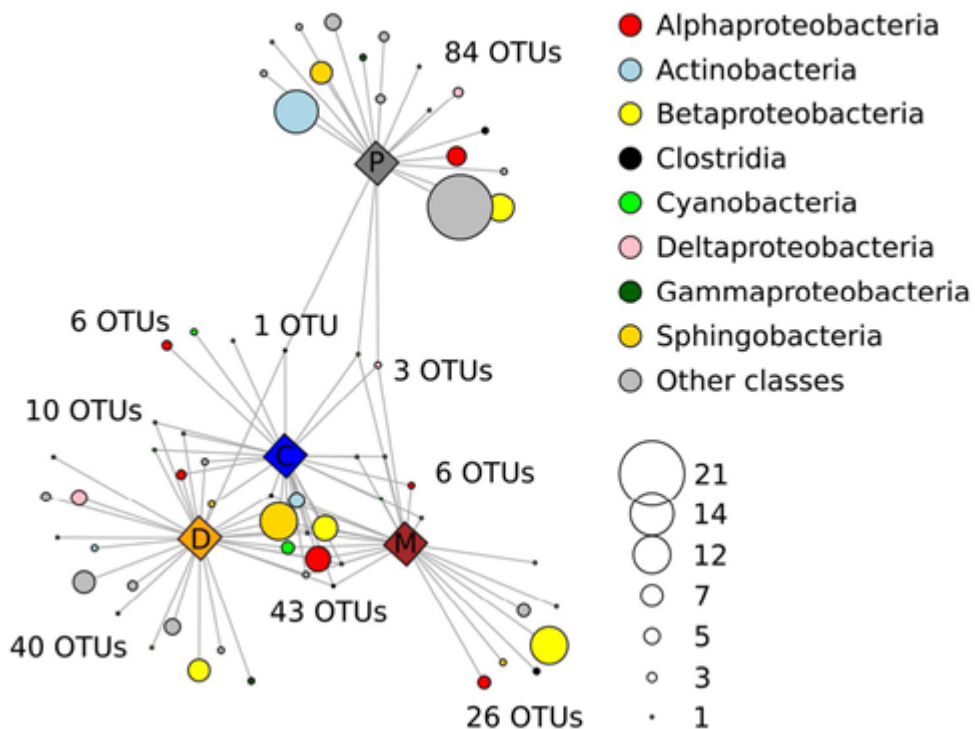 84 OTUs
P
6 OTUs
1 OTU
3 OTUs
10 OTUs
C
6 OTUs
D
M
43 OTUs
40 OTUs
26 OTUs
Alphaproteobacteria
Actinobacteria
Betaproteobacteria
Clostridia
Cyanobacteria
Deltaproteobacteria
Gammaproteobacteria
Sphingobacteria
Other classes
21
14
12
7
5
3
1